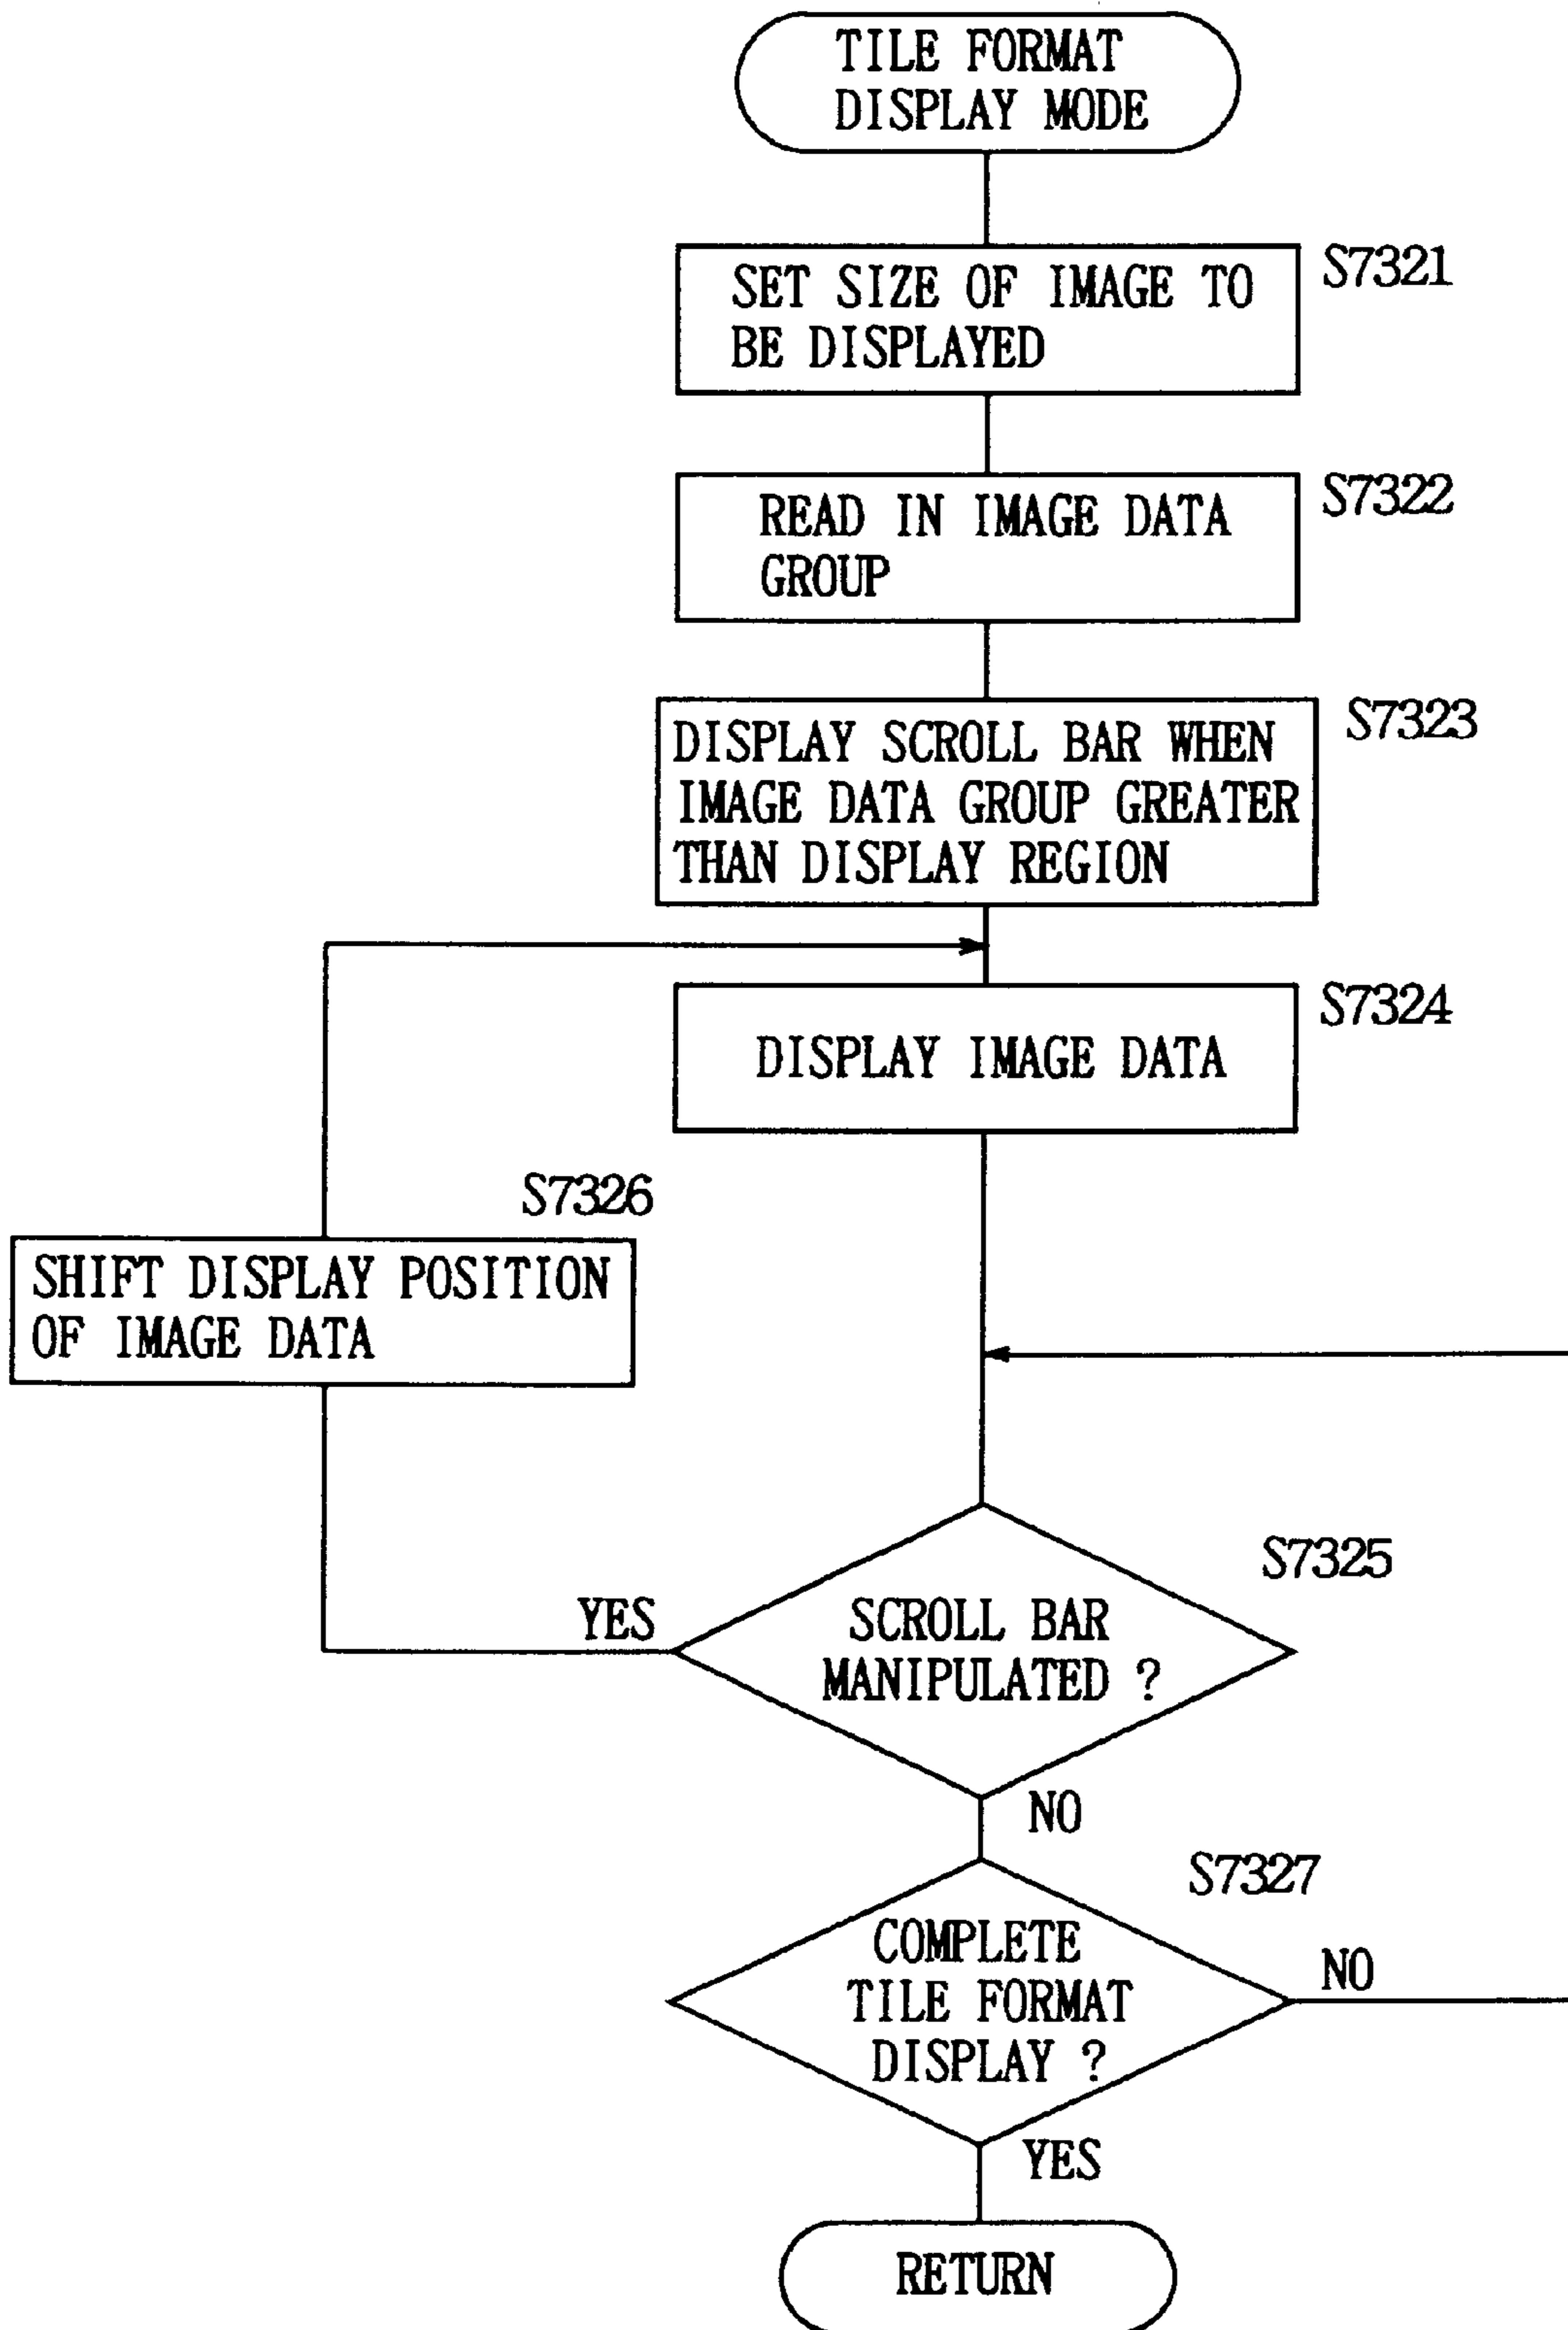 TILE FORMAT
DISPLAY MODE
S7321
SET SIZE OF IMAGE TO
BE DISPLAYED
S7322
READ IN IMAGE DATA
GROUP
S7323
DISPLAY SCROLL BAR WHEN
IMAGE DATA GROUP GREATER
THAN DISPLAY REGION
S7324
DISPLAY IMAGE DATA
S7326
SHIFT DISPLAY POSITION
OF IMAGE DATA
S7325
YES
SCROLL BAR
MANIPULATED ?
NO
S7327
COMPLETE
TILE FORMAT
DISPLAY ?
NO
YES
RETURN